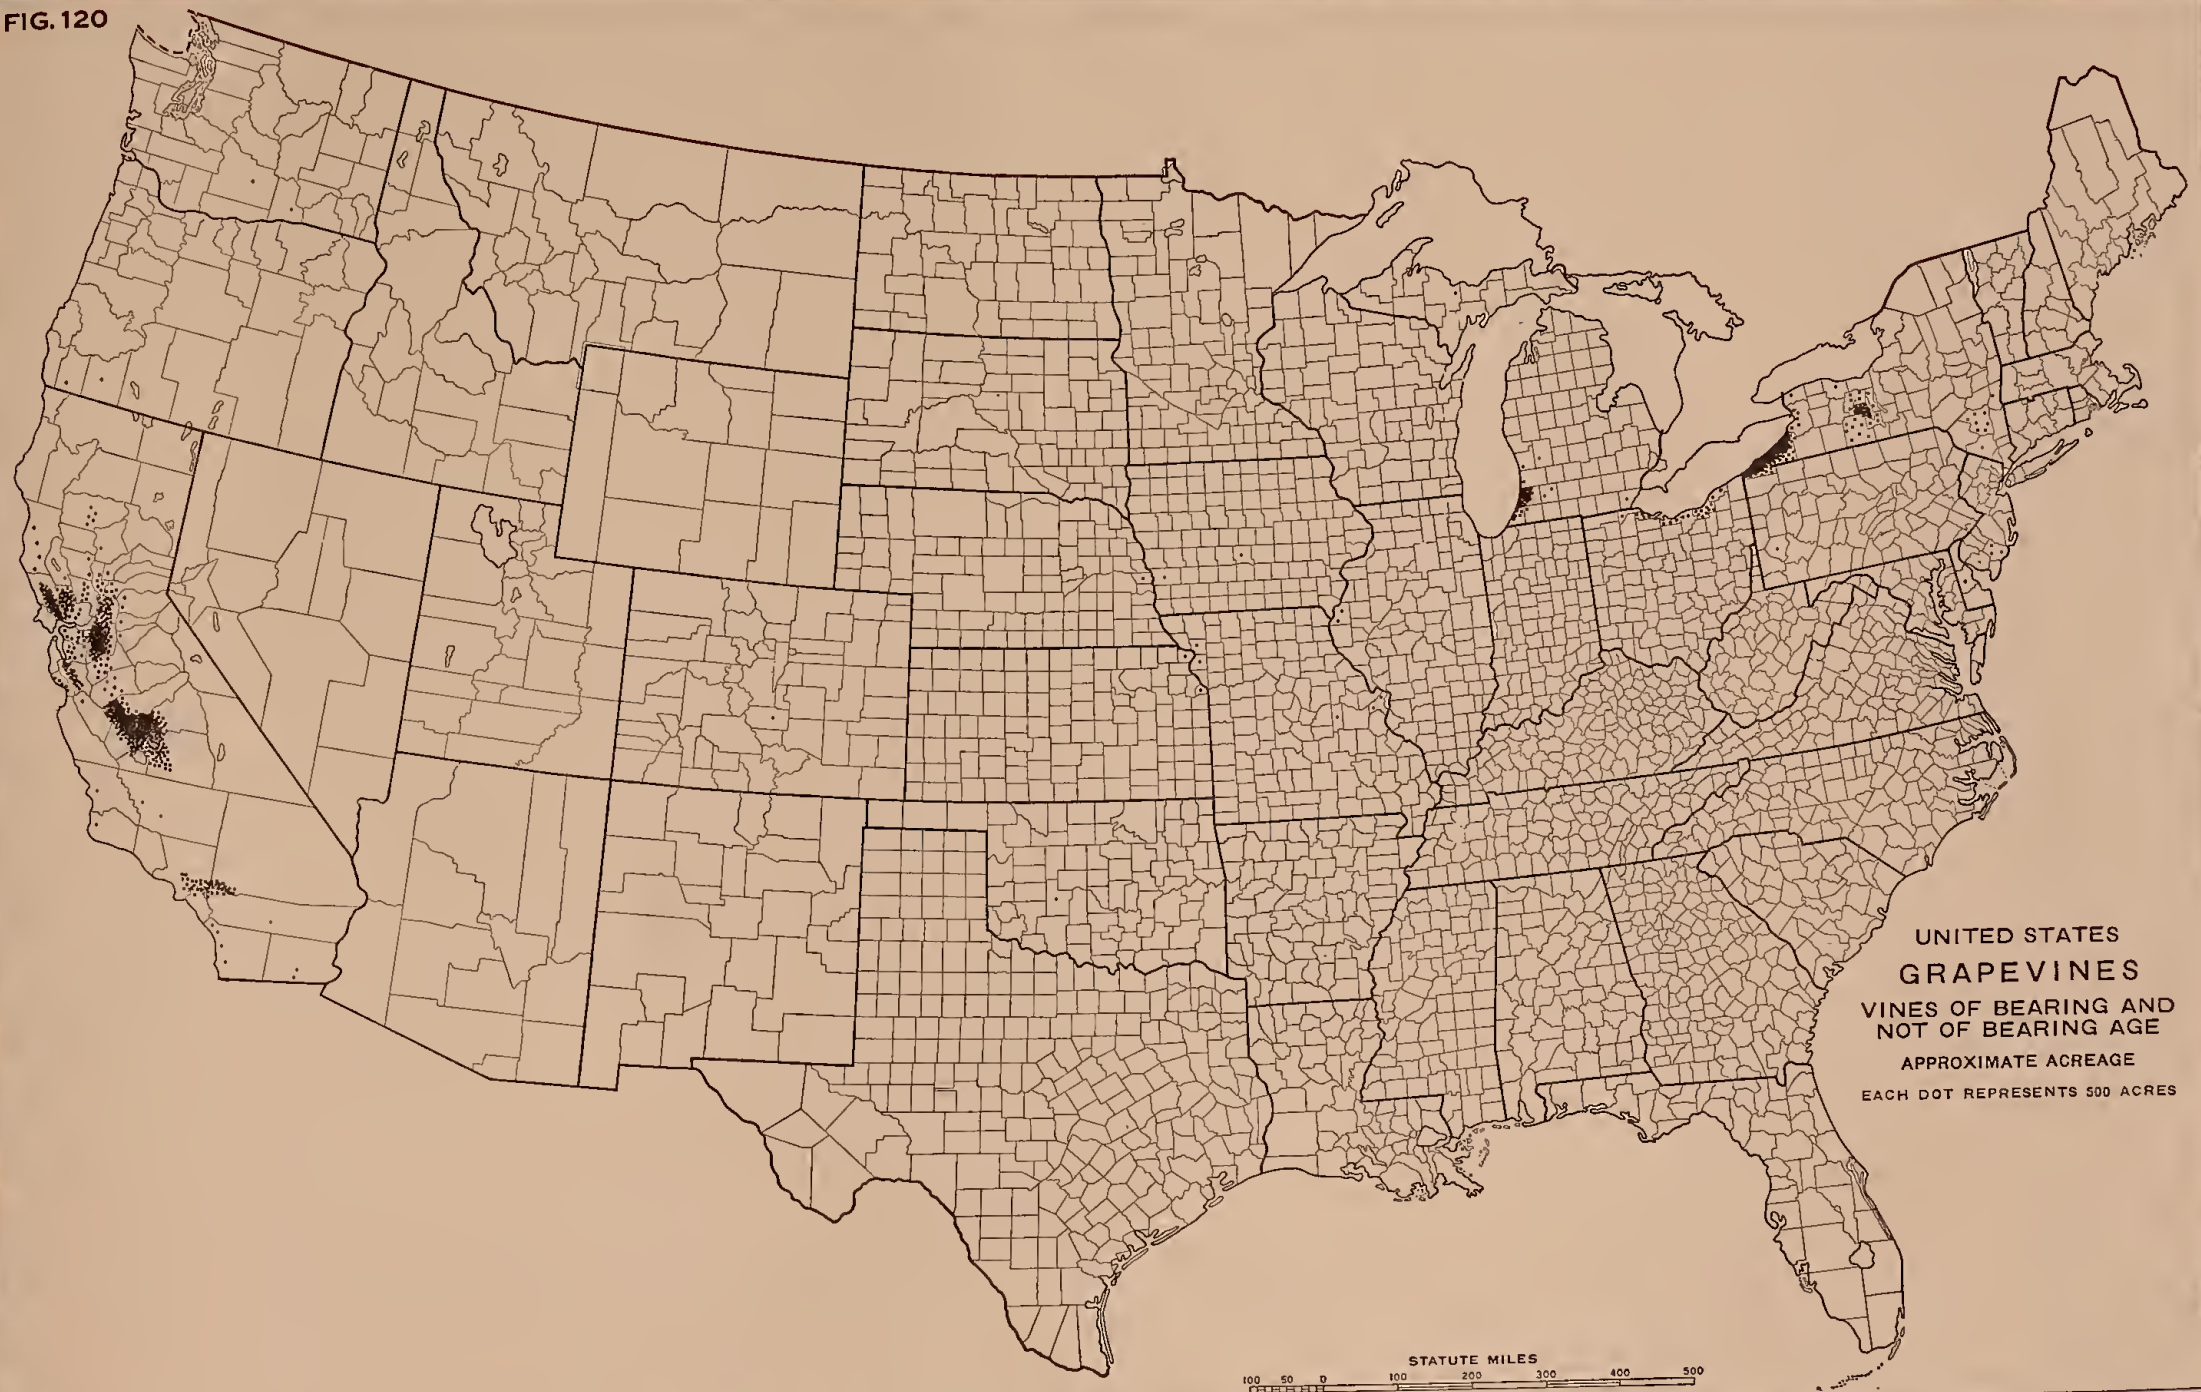 FIG. 120
UNITED STATES
GRAPEVINES
VINES OF BEARING AND
NOT OF BEARING AGE
APPROXIMATE ACREAGE
EACH DOT REPRESENTS 500 ACRES
STATUTE MILES
100 50 0 100 200 300 400 500